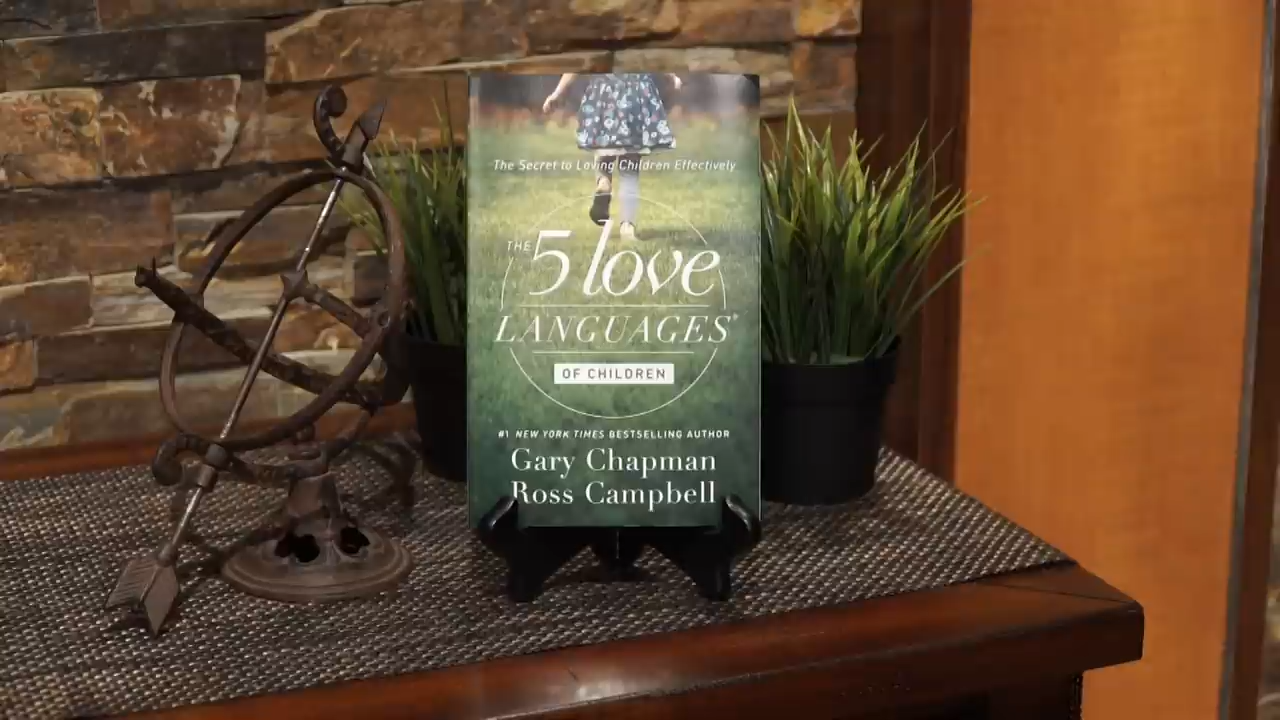 The Secret to Loving Children Effectively
THE
5 love
LANGUAGES®
OF CHILDREN
#1 NEW YORK TIMES BESTSELLING AUTHOR
Gary Chapman
Ross Campbell